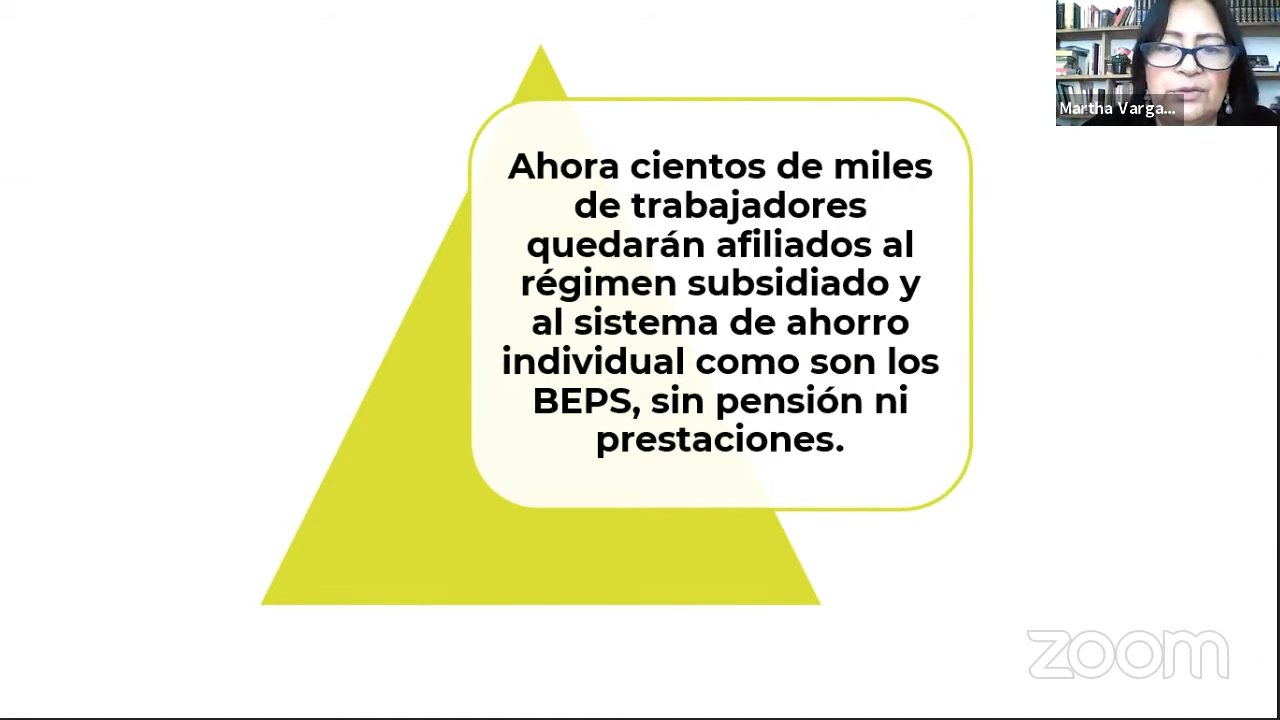 Martha Varga...
Ahora cientos de miles
de trabajadores
quedarán afiliados al
régimen subsidiado y
al sistema de ahorro
individual como son los
BEPS, sin pensión ni
prestaciones.
zoom